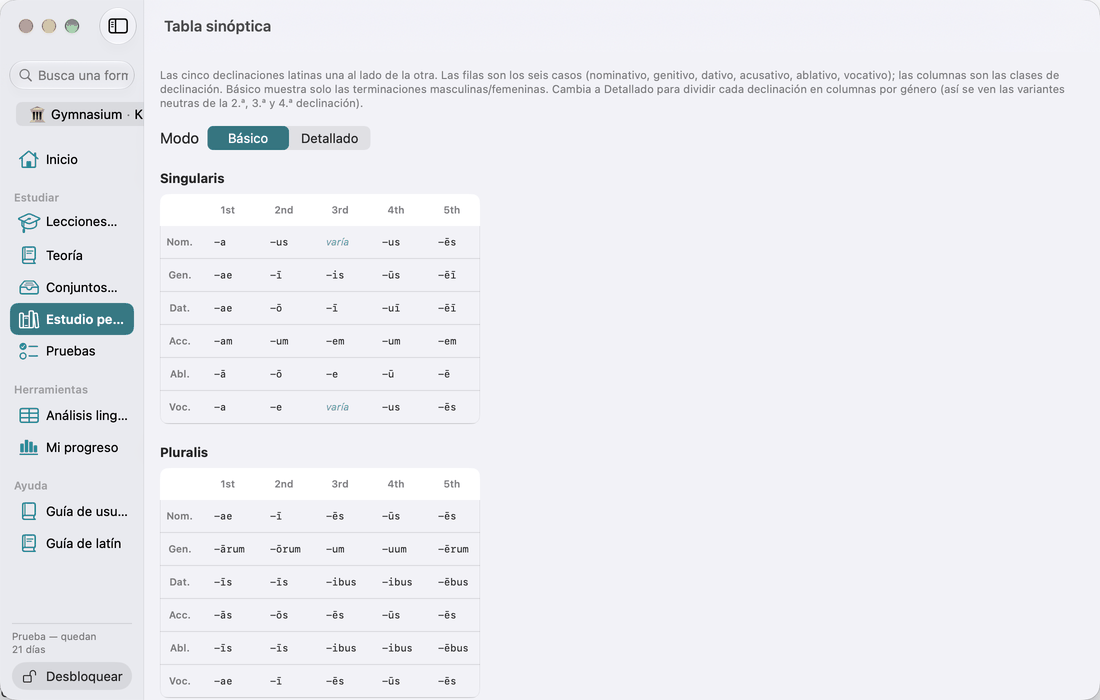 Tabla sinóptica
Busca una forn
Gymnasium · K
Inicio
Estudiar
Lecciones...
Teoría
Conjuntos...
Estudio pe...
Pruebas
Herramientas
Análisis ling...
Mi progreso
Ayuda
Guía de usu...
Guía de latín
Prueba — quedan
21 días
Desbloquear
Las cinco declinaciones latinas una al lado de la otra. Las filas son los seis casos (nominativo, genitivo, dativo, acusativo, ablativo, vocativo); las columnas son las clases de
declinación. Básico muestra solo las terminaciones masculinas/femeninas. Cambia a Detallado para dividir cada declinación en columnas por género (así se ven las variantes
neutras de la 2.ª, 3.ª y 4.ª declinación).
Modo Básico Detallado
Singularis
1st 2nd 3rd 4th 5th
Nom. –a –us varía –us –ēs
Gen. –ae –ī –is –ūs –ēī
Dat. –ae –ō –ī –uī –ēī
Acc. –am –um –em –um –em
Abl. –ā –ō –e –ū –ē
Voc. –a –e varía –us –ēs
Pluralis
1st 2nd 3rd 4th 5th
Nom. –ae –ī –ēs –ūs –ēs
Gen. –ārum –ōrum –um –uum –ērum
Dat. –īs –īs –ibus –ibus –ēbus
Acc. –ās –ōs –ēs –ūs –ēs
Abl. –īs –īs –ibus –ibus –ēbus
Voc. –ae –ī –ēs –ūs –ēs